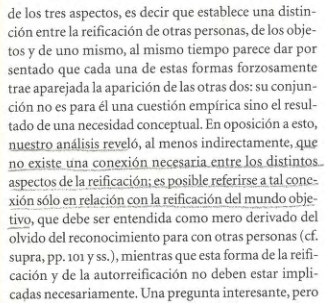 de los tres aspectos, es decir que establece una distin-
ción entre la reificación de otras personas, de los obje-
tos y de uno mismo, al mismo tiempo parece dar por
sentado que cada una de estas formas forzosamente
trae aparejada la aparición de las otras dos: su conjun-
ción no es para él una cuestión empírica sino el resul-
tado de una necesidad conceptual. En oposición a esto,
nuestro análisis reveló, al menos indirectamente, que
no existe una conexión necesaria entre los distintos
aspectos de la reificación; es posible referirse a tal cone-
xión sólo en relación con la reificación del mundo obje-
tivo, que debe ser entendida como mero derivado del
olvido del reconocimiento para con otras personas (cf.
supra, pp. 101 y ss.), mientras que esta forma de la reifi-
cación y de la autorreificación no deben estar impli-
cadas necesariamente. Una pregunta interesante, pero